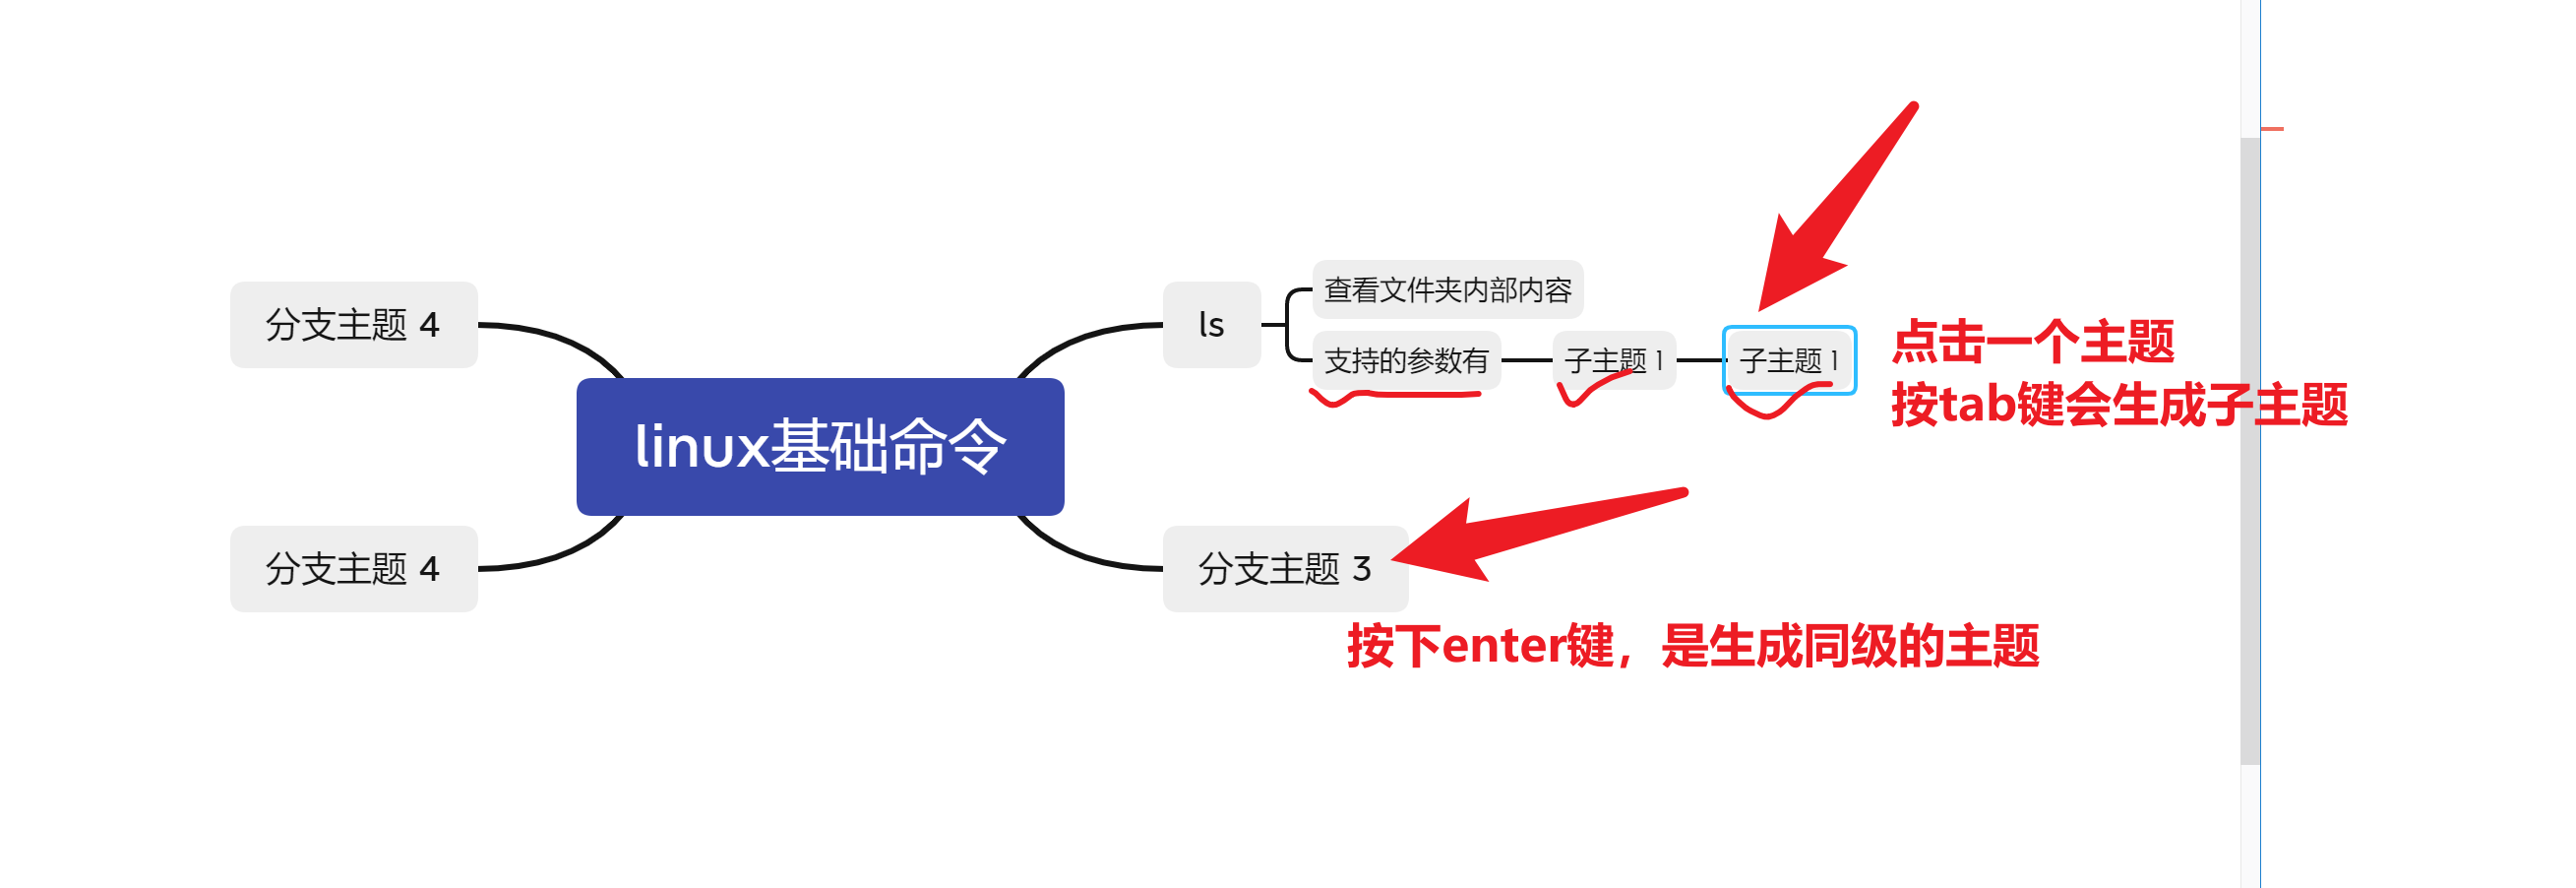 分支主题 4
分支主题 4
linux基础命令
ls
查看文件夹内部内容
支持的参数有
子主题 1
子主题 1
点击一个主题
按tab键会生成子主题
分支主题 3
按下enter键，是生成同级的主题